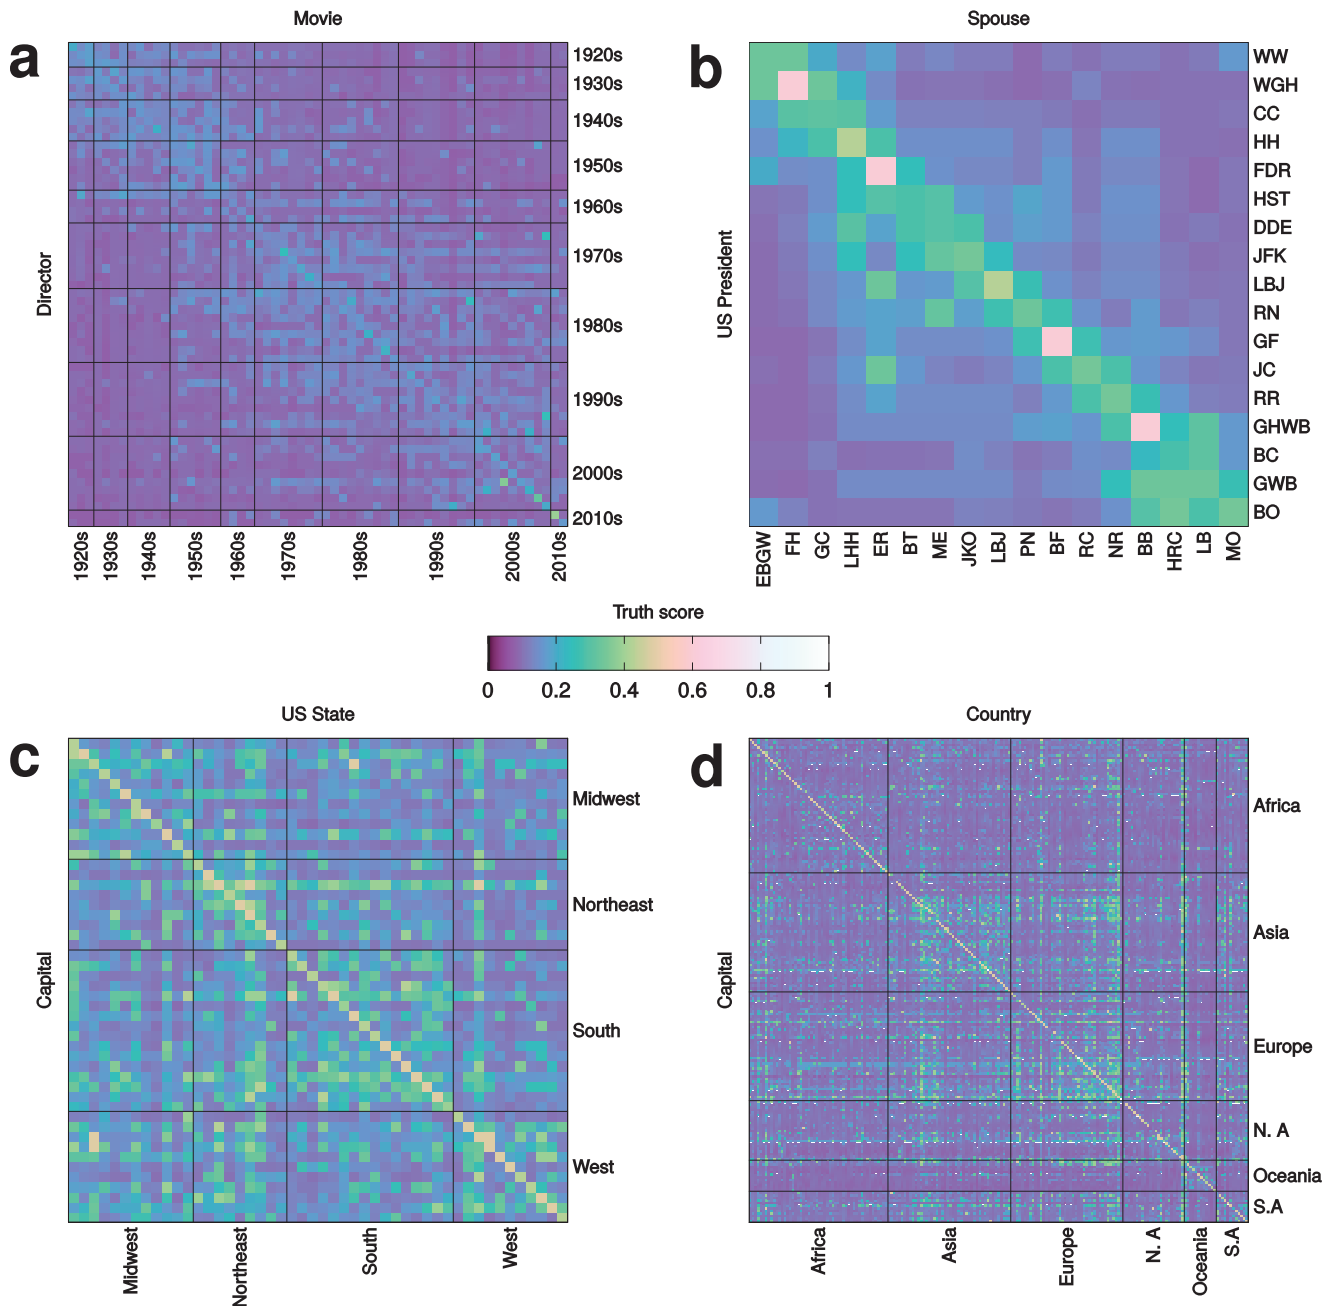 Movie
a
Director
1920s
1930s
1940s
1950s
1960s
1970s
1980s
1990s
2000s
2010s
1920s
1930s
1940s
1950s
1960s
1970s
1980s
1990s
2000s
2010s
Spouse
b
US President
WW
WGH
CC
HH
FDR
HST
DDE
JFK
LBJ
RN
GF
JC
RR
GHWB
BC
GWB
BO
EBGW
FH
GC
LHH
ER
BT
ME
JKO
LBJ
PN
BF
RC
NR
BB
HRC
LB
MO
Truth score
0 0.2 0.4 0.6 0.8 1
US State
c
Capital
Midwest
Northeast
South
West
Midwest
Northeast
South
West
Country
d
Capital
Africa
Asia
Europe
N. A
Oceania
S.A
Africa
Asia
Europe
N. A
Oceania
S.A